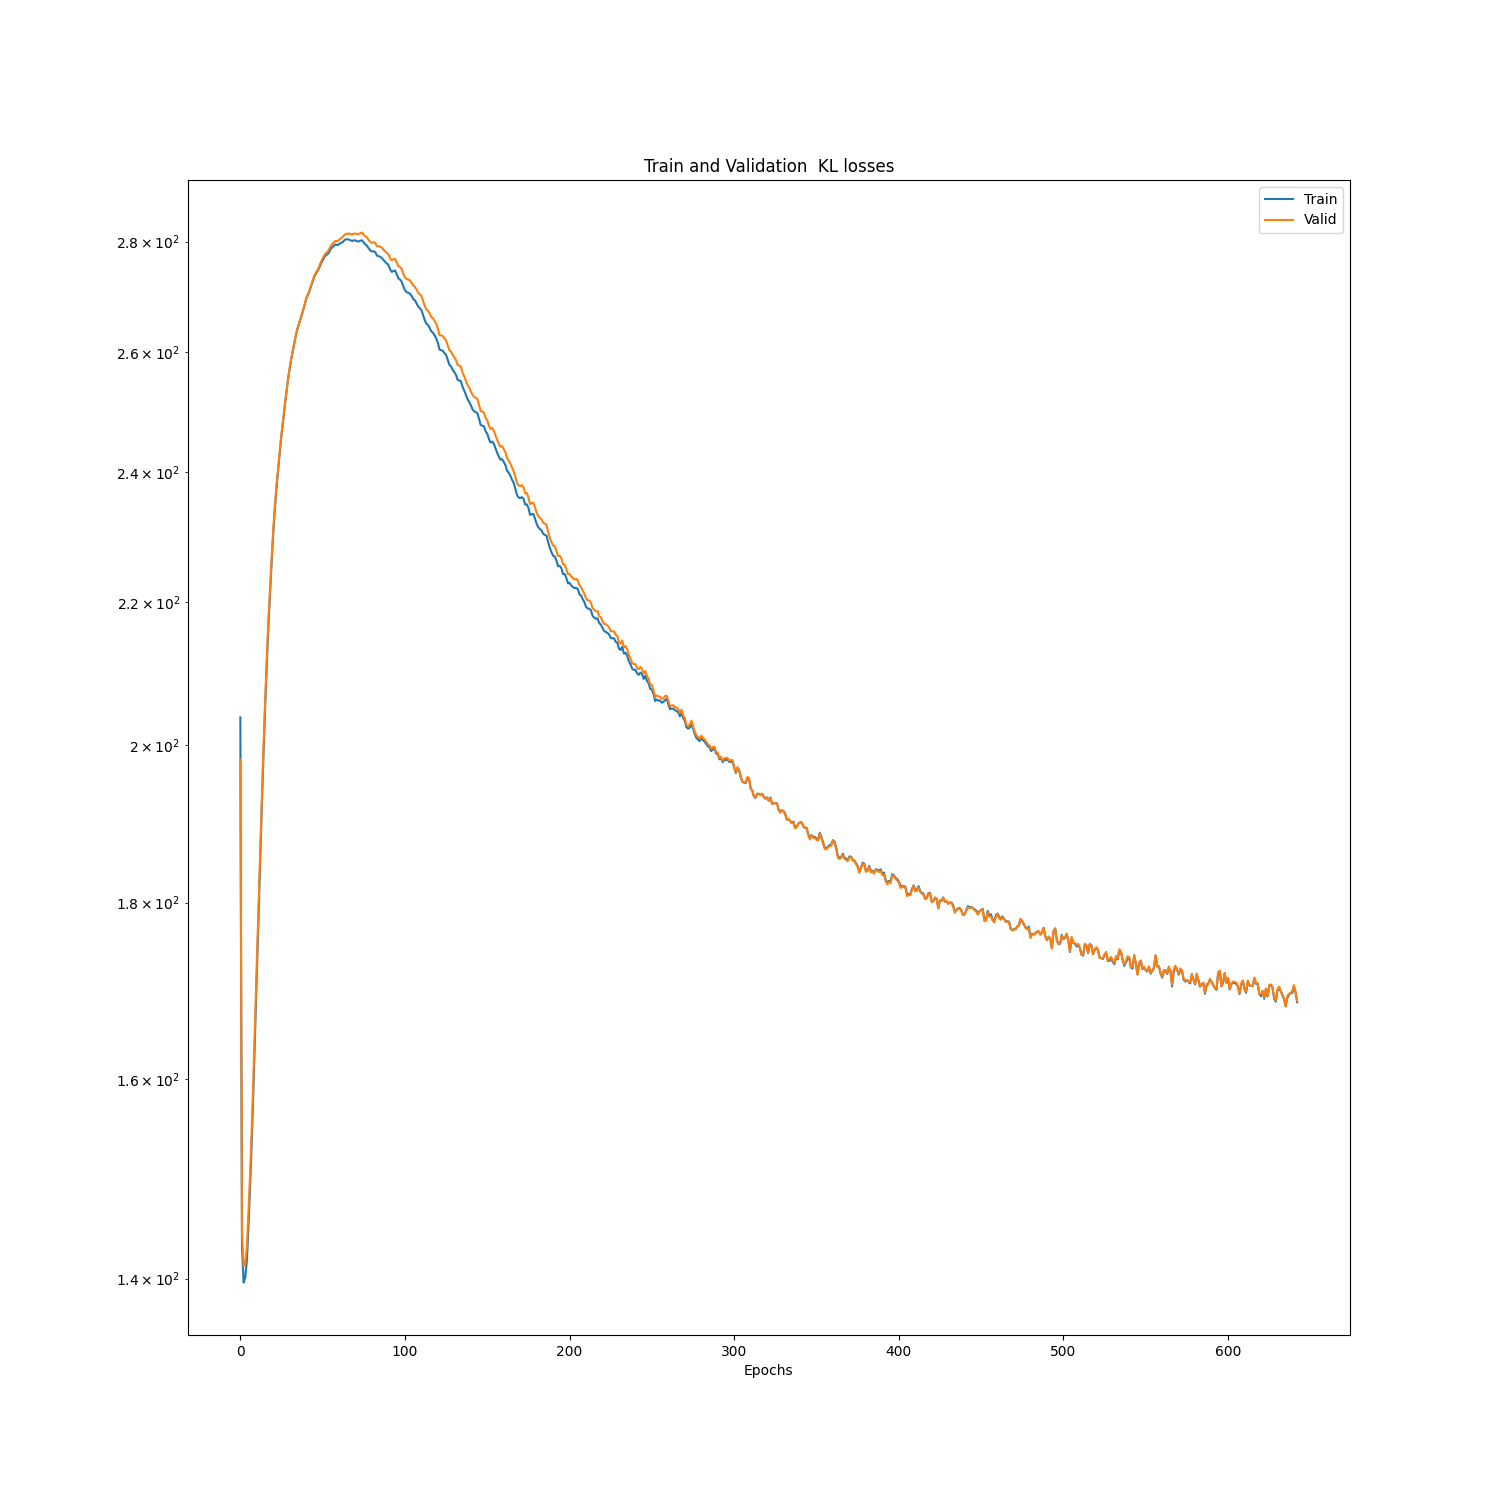 Train and Validation  KL losses
Train
Valid
2.8 × 10²
2.6 × 10²
2.4 × 10²
2.2 × 10²
2 × 10²
1.8 × 10²
1.6 × 10²
1.4 × 10²
0 100 200 300 400 500 600
Epochs